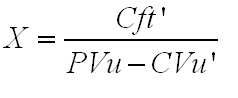 X = Cft' / PVu − CVu'